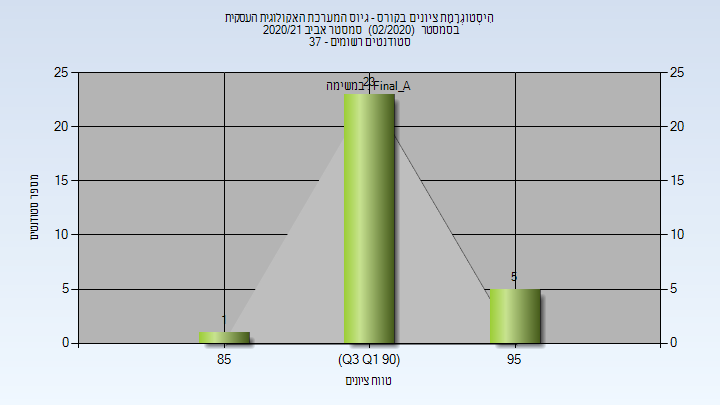 היסטוגרמת ציונים בקורס - גיוס המערכת האקולוגית העסקית
בסמסטר (02/2020) סמסטר אביב 2020/21
סטודנטים רשומים - 37
במשימה Final_A
25 25
20 20
15 15
10 10
5 5
0 0
23
5
1
85 (Q3 Q1 90) 95
מספר סטודנטים
טווח ציונים